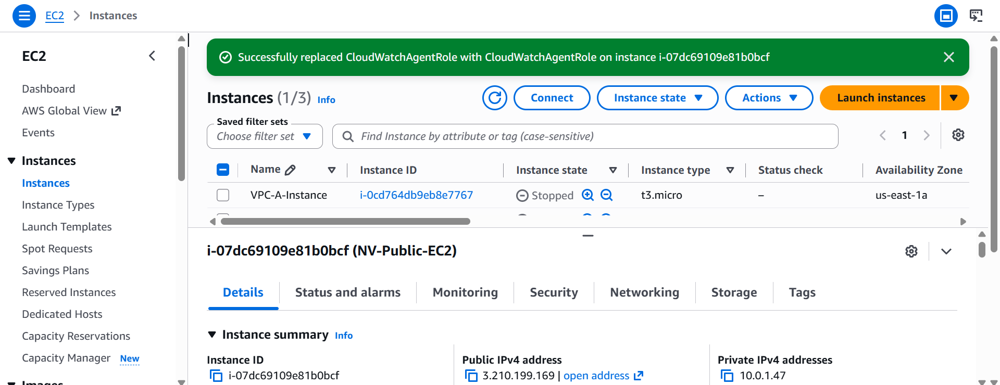 EC2 > Instances
EC2
Dashboard
AWS Global View
Events
Instances
Instances
Instance Types
Launch Templates
Spot Requests
Savings Plans
Reserved Instances
Dedicated Hosts
Capacity Reservations
Capacity Manager New
Images
Successfully replaced CloudWatchAgentRole with CloudWatchAgentRole on instance i-07dc69109e81b0bcf
Instances (1/3) Info
Connect
Instance state
Actions
Launch instances
Saved filter sets
Choose filter set
Find Instance by attribute or tag (case-sensitive)
1
Name Instance ID Instance state Instance type Status check Availability Zone
VPC-A-Instance i-0cd764db9eb8e7767 Stopped t3.micro – us-east-1a
i-07dc69109e81b0bcf (NV-Public-EC2)
Details Status and alarms Monitoring Security Networking Storage Tags
Instance summary Info
Instance ID
i-07dc69109e81b0bcf
Public IPv4 address
3.210.199.169 | open address
Private IPv4 addresses
10.0.1.47